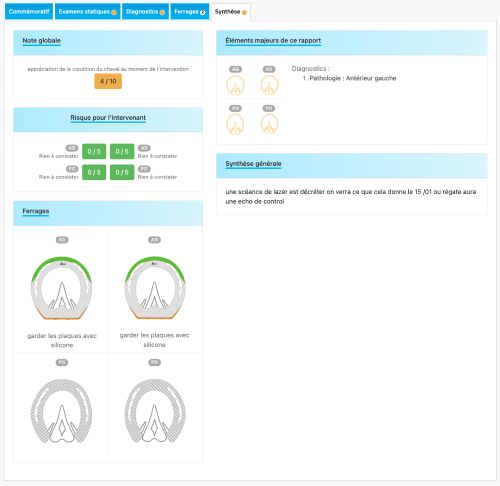 Commémoratif
Examens statiques
Diagnostics
Ferrages 2
Synthèse
Note globale
appréciation de la condition du cheval au moment de l'intervention
4 / 10
Risque pour l'intervenant
AG 0 / 5 0 / 5 AD
Rien à constater Rien à constater
PG 0 / 5 0 / 5 PD
Rien à constater Rien à constater
Ferrages
AG AD
garder les plaques avec silicone
garder les plaques avec
silicone
PG PD
Éléments majeurs de ce rapport
AG AD
PG PD
Diagnostics :
1. Pathologie : Antérieur gauche
Synthèse générale
une scéance de lazer est décréter on verra ce que cela donne le 15 /01 ou régate aura
une echo de control